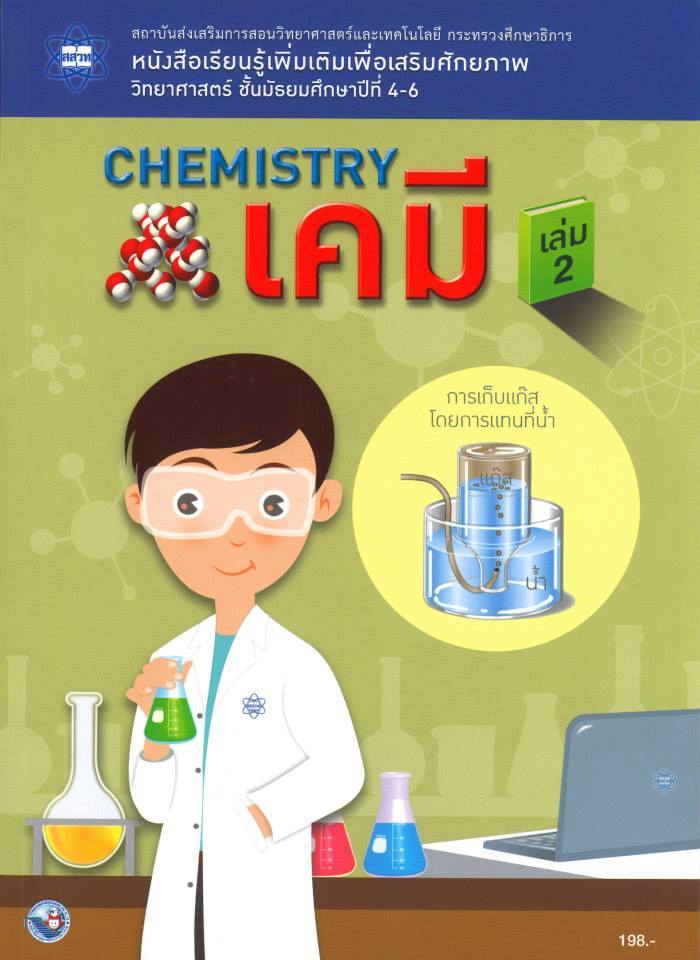 สสวท
สถาบันส่งเสริมการสอนวิทยาศาสตร์และเทคโนโลยี กระทรวงศึกษาธิการ
หนังสือเรียนรู้เพิ่มเติมเพื่อเสริมศักยภาพ
วิทยาศาสตร์ ชั้นมัธยมศึกษาปีที่ 4-6
CHEMISTRY
เคมี
เล่ม
2
การเก็บแก๊ส
โดยการแทนที่น้ำ
แก๊ส
น้ำ
198.-